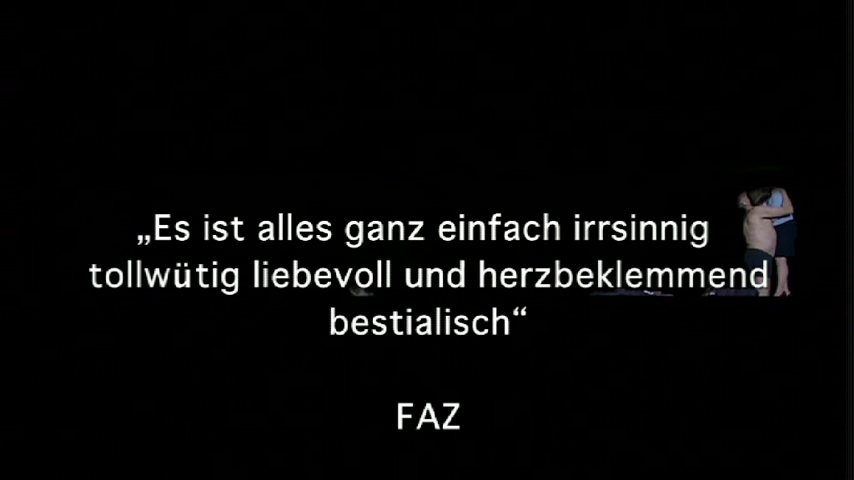 „Es ist alles ganz einfach irrsinnig
tollwütig liebevoll und herzbeklemmend
bestialisch“
FAZ